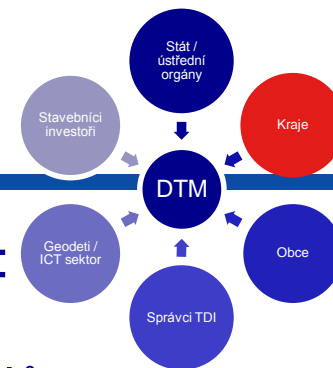 Stát /
ústřední
orgány
Stavebníci
investoři
Kraje
DTM
Geodeti /
ICT sektor
Obce
Správci TDI